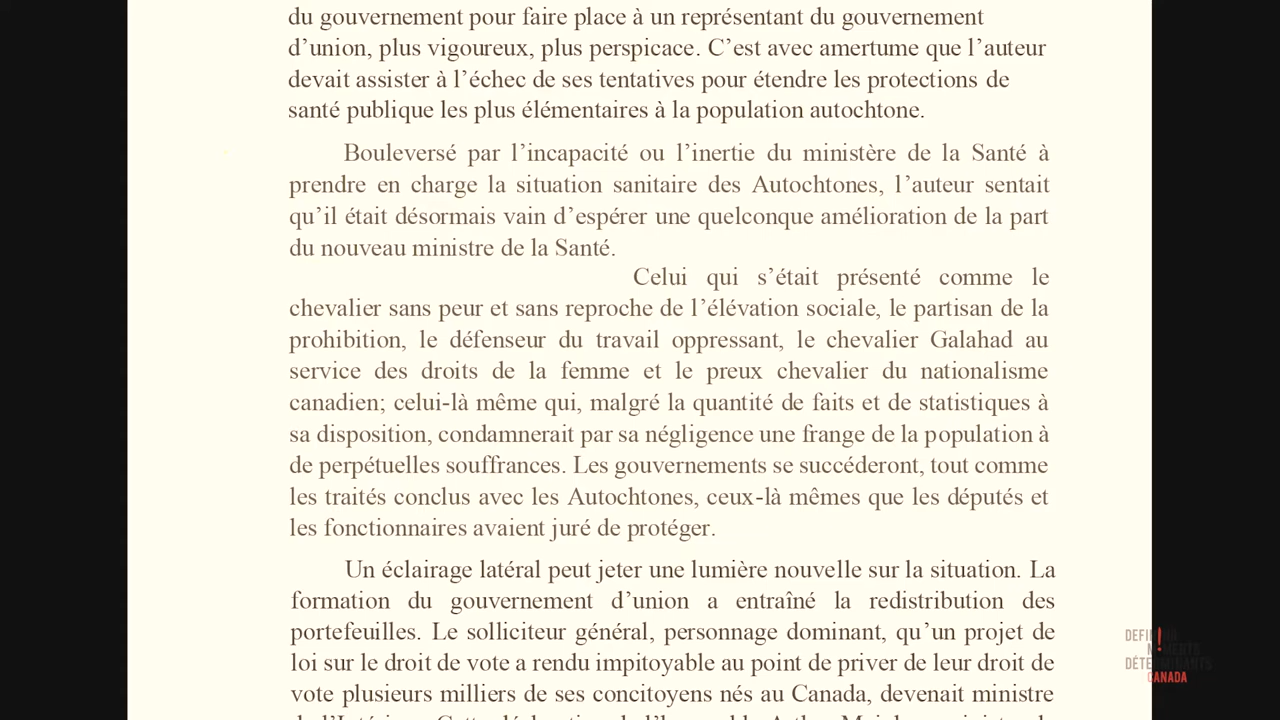 du gouvernement pour faire place à un représentant du gouvernement
d’union, plus vigoureux, plus perspicace. C’est avec amertume que l’auteur
devait assister à l’échec de ses tentatives pour étendre les protections de
santé publique les plus élémentaires à la population autochtone.
Bouleversé par l’incapacité ou l’inertie du ministère de la Santé à
prendre en charge la situation sanitaire des Autochtones, l’auteur sentait
qu’il était désormais vain d’espérer une quelconque amélioration de la part
du nouveau ministre de la Santé.
Celui qui s’était présenté comme le
chevalier sans peur et sans reproche de l’élévation sociale, le partisan de la
prohibition, le défenseur du travail oppressant, le chevalier Galahad au
service des droits de la femme et le preux chevalier du nationalisme
canadien; celui-là même qui, malgré la quantité de faits et de statistiques à
sa disposition, condamnerait par sa négligence une frange de la population à
de perpétuelles souffrances. Les gouvernements se succéderont, tout comme
les traités conclus avec les Autochtones, ceux-là mêmes que les députés et
les fonctionnaires avaient juré de protéger.
Un éclairage latéral peut jeter une lumière nouvelle sur la situation. La
formation du gouvernement d’union a entraîné la redistribution des
portefeuilles. Le solliciteur général, personnage dominant, qu’un projet de
loi sur le droit de vote a rendu impitoyable au point de priver de leur droit de
vote plusieurs milliers de ses concitoyens nés au Canada, devenait ministre
CANADA